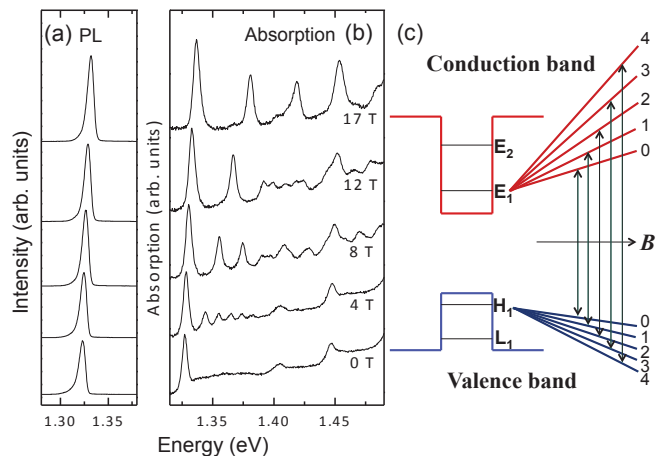 (a) PL
Intensity (arb. units)
1.30 1.35
Absorption (b)
Absorption (arb. units)
17 T
12 T
8 T
4 T
0 T
1.35 1.40 1.45
Energy (eV)
(c)
Conduction band
E2
E1
4
3
2
1
0
B
H1
L1
0
1
2
3
4
Valence band